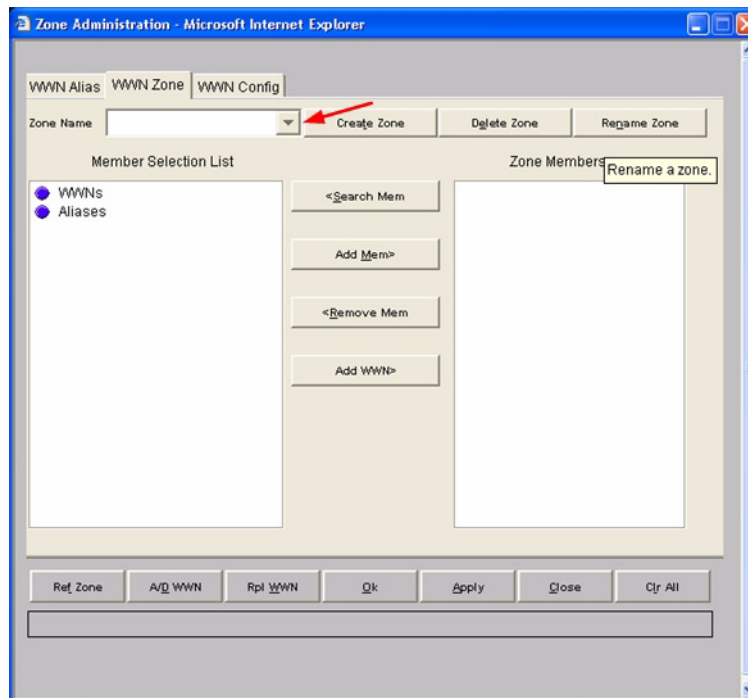 Zone Administration - Microsoft Internet Explorer
WWN Alias WWN Zone WWN Config
Zone Name Create Zone Delete Zone Rename Zone
Member Selection List Zone Members
Rename a zone.
WWNs
Aliases
<Search Mem
Add Mem>
<Remove Mem
Add WWN>
Ref Zone A/D WWN Rpl WWN Ok Apply Close Clr All